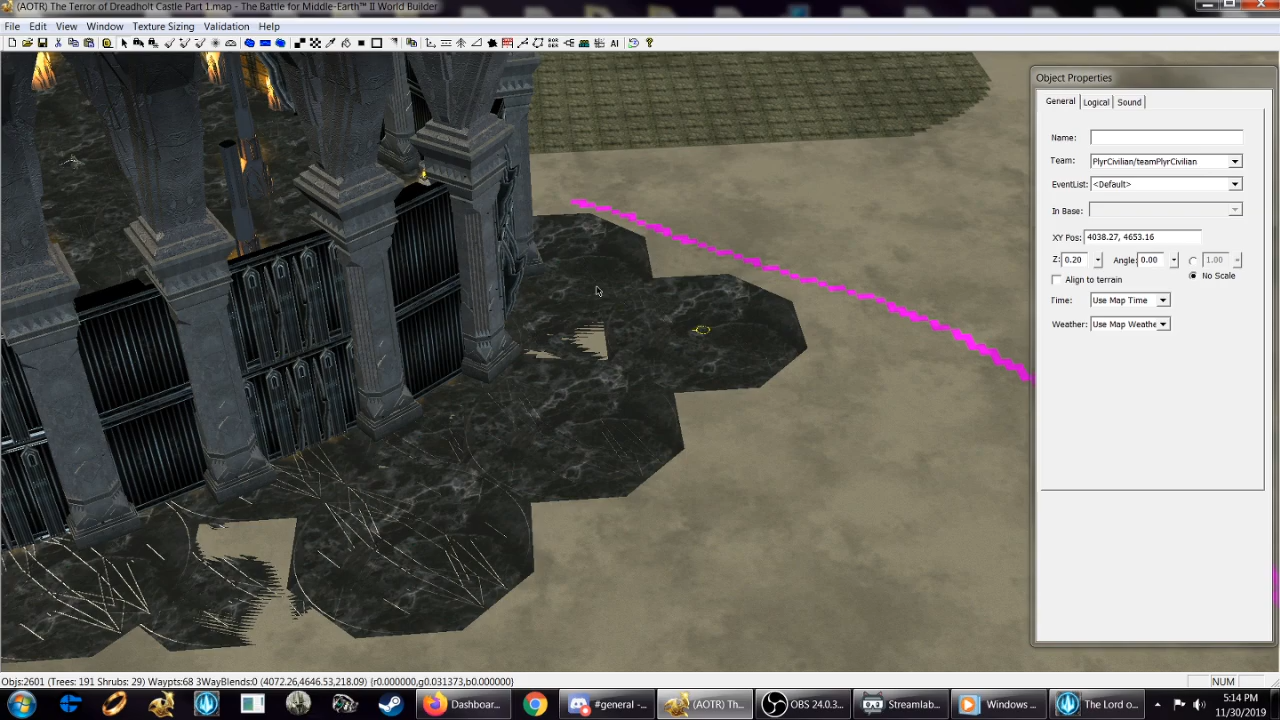 (AOTR) The Terror of Dreadholt Castle Part 1.map - The Battle for Middle-Earth™ II World Builder
File Edit View Window Texture Sizing Validation Help
AI
Object Properties
General Logical Sound
Name:
Team: PlyrCivilian/teamPlyrCivilian
EventList: <Default>
In Base:
XY Pos: 4038.27, 4653.16
Z: 0.20 Angle: 0.00 1.00
No Scale
Align to terrain
Time: Use Map Time
Weather: Use Map Weathe
Objs:2601 (Trees: 191 Shrubs: 29) Waypts:68 3WayBlends:0 (4072.26,4646.53,218.09) {r0.000000,g0.031373,b0.000000}
NUM
Dashboar... #general -... (AOTR) Th... OBS 24.0.3... Streamlab... Windows ... The Lord o...
5:14 PM
11/30/2019